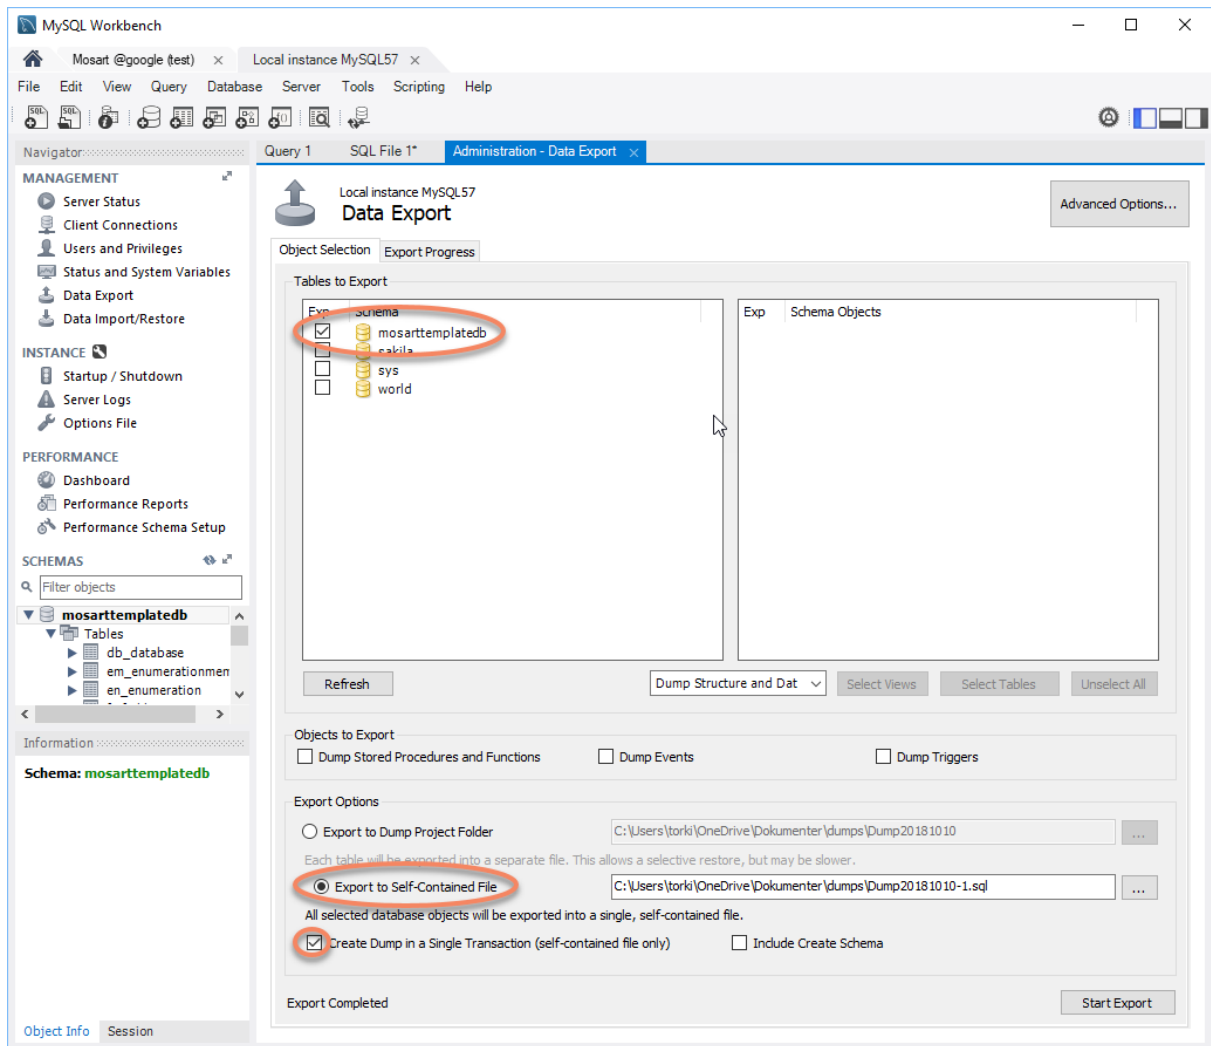 MySQL Workbench
Mosart @google (test)
Local instance MySQL57
File Edit View Query Database Server Tools Scripting Help
Navigator
MANAGEMENT
Server Status
Client Connections
Users and Privileges
Status and System Variables
Data Export
Data Import/Restore
INSTANCE
Startup / Shutdown
Server Logs
Options File
PERFORMANCE
Dashboard
Performance Reports
Performance Schema Setup
SCHEMAS
Filter objects
mosarttemplatedb
Tables
db_database
em_enumerationmem
en_enumeration
Information
Schema: mosarttemplatedb
Object Info Session
Query 1 SQL File 1* Administration - Data Export
Local instance MySQL57
Data Export
Advanced Options...
Object Selection Export Progress
Tables to Export
Exp Schema
mosarttemplatedb
sakila
sys
world
Exp Schema Objects
Refresh
Dump Structure and Dat
Select Views Select Tables Unselect All
Objects to Export
Dump Stored Procedures and Functions Dump Events Dump Triggers
Export Options
Export to Dump Project Folder C:\Users\torki\OneDrive\Dokumenter\dumps\Dump20181010 ...
Each table will be exported into a separate file. This allows a selective restore, but may be slower.
Export to Self-Contained File C:\Users\torki\OneDrive\Dokumenter\dumps\Dump20181010-1.sql ...
All selected database objects will be exported into a single, self-contained file.
Create Dump in a Single Transaction (self-contained file only) Include Create Schema
Export Completed Start Export